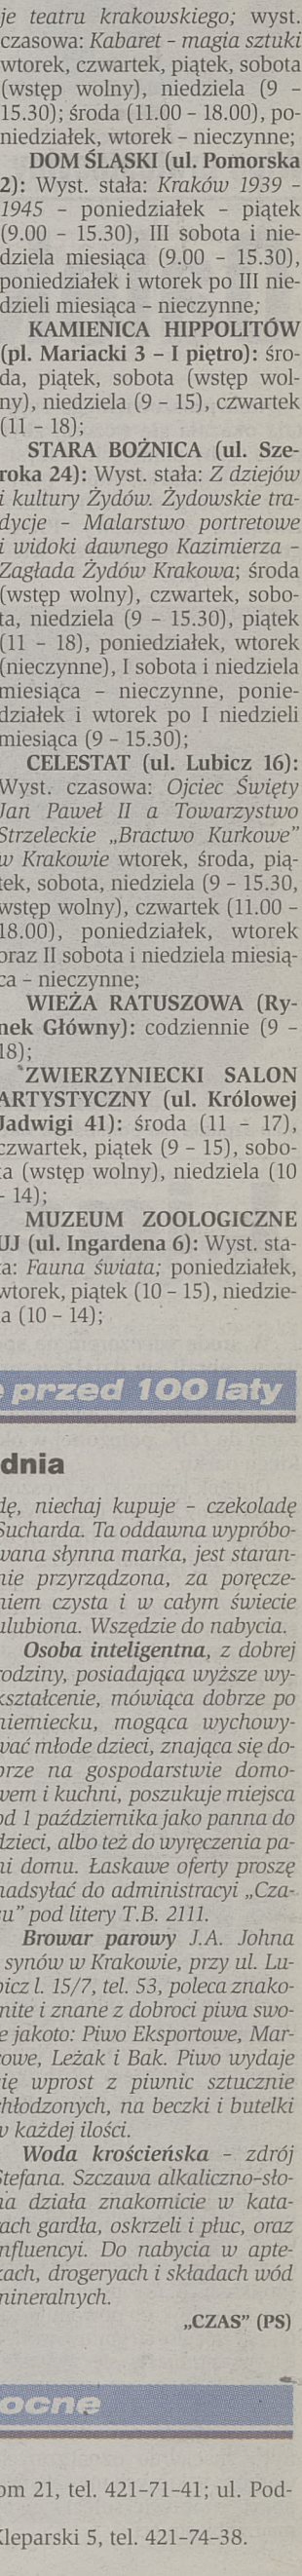 je teatru krakowskiego; wyst.
czasowa: Kabaret – magia sztuki
wtorek, czwartek, piątek, sobota
(wstęp wolny), niedziela (9 –
15.30); środa (11.00 – 18.00), po-
niedziałek, wtorek – nieczynne;
DOM ŚLĄSKI (ul. Pomorska
2): Wyst. stała: Kraków 1939 –
1945 – poniedziałek – piątek
(9.00 – 15.30), III sobota i nie-
dziela miesiąca (9.00 – 15.30),
poniedziałek i wtorek po III nie-
dzieli miesiąca – nieczynne;
KAMIENICA HIPPOLITÓW
(pl. Mariacki 3 – I piętro): śro-
da, piątek, sobota (wstęp wol-
ny), niedziela (9 – 15), czwartek
(11 – 18);
STARA BOŻNICA (ul. Sze-
roka 24): Wyst. stała: Z dziejów
i kultury Żydów. Żydowskie tra-
dycje – Malarstwo portretowe
i widoki dawnego Kazimierza –
Zagłada Żydów Krakowa; środa
(wstęp wolny), czwartek, sobo-
ta, niedziela (9 – 15.30), piątek
(11 – 18), poniedziałek, wtorek
(nieczynne), I sobota i niedziela
miesiąca – nieczynne, ponie-
działek i wtorek po I niedzieli
miesiąca (9 – 15.30);
CELESTAT (ul. Lubicz 16):
Wyst. czasowa: Ojciec Święty
Jan Paweł II a Towarzystwo
Strzeleckie „Bractwo Kurkowe”
w Krakowie wtorek, środa, pią-
tek, sobota, niedziela (9 – 15.30,
wstęp wolny), czwartek (11.00 –
18.00), poniedziałek, wtorek
oraz II sobota i niedziela miesią-
ca – nieczynne;
WIEŻA RATUSZOWA (Ry-
nek Główny): codziennie (9 –
18);
ZWIERZYNIECKI SALON
ARTYSTYCZNY (ul. Królowej
Jadwigi 41): środa (11 – 17),
czwartek, piątek (9 – 15), sobo-
ta (wstęp wolny), niedziela (10
– 14);
MUZEUM ZOOLOGICZNE
UJ (ul. Ingardena 6): Wyst. sta-
ła: Fauna świata; poniedziałek,
wtorek, piątek (10 – 15), niedzie-
la (10 – 14);
przed 100 laty
dnia
dę, niechaj kupuje – czekoladę
Sucharda. Ta oddawna wypróbo-
wana słynna marka, jest staran-
nie przyrządzona, za poręcze-
niem czysta i w całym świecie
ulubiona. Wszędzie do nabycia.
Osoba inteligentna, z dobrej
rodziny, posiadająca wyższe wy-
kształcenie, mówiąca dobrze po
niemiecku, mogąca wychowy-
wać młode dzieci, znająca się do-
brze na gospodarstwie domo-
wem i kuchni, poszukuje miejsca
od 1 października jako panna do
dzieci, albo też do wyręczenia pa-
ni domu. Łaskawe oferty proszę
nadsyłać do administracyi „Cza-
su” pod litery T.B. 2111.
Browar parowy J.A. Johna
synów w Krakowie, przy ul. Lu-
bicz l. 15/7, tel. 53, poleca znako-
mite i znane z dobroci piwa swo-
je jakoto: Piwo Eksportowe, Mar-
cowe, Leżak i Bak. Piwo wydaje
się wprost z piwnic sztucznie
chłodzonych, na beczki i butelki
w każdej ilości.
Woda krościeńska – zdrój
Stefana. Szczawa alkaliczno-sło-
na działa znakomicie w kata-
rach gardła, oskrzeli i płuc, oraz
influencyi. Do nabycia w apte-
kach, drogeryach i składach wód
mineralnych.
„CZAS” (PS)
ocne
om 21, tel. 421-71-41; ul. Pod-
Kleparski 5, tel. 421-74-38.